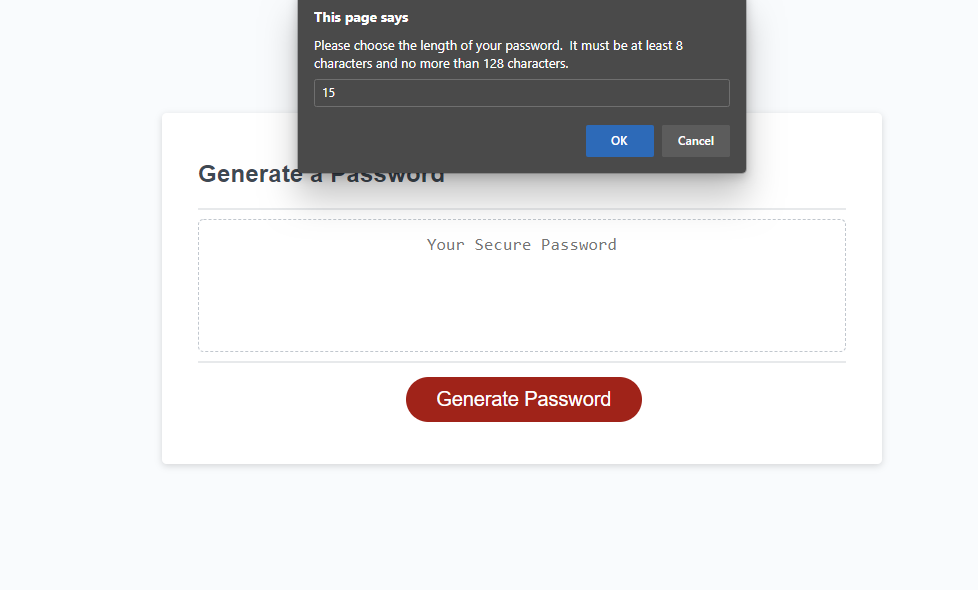 This page says
Please choose the length of your password.  It must be at least 8
characters and no more than 128 characters.
15
OK
Cancel
Generate a Password
Your Secure Password
Generate Password